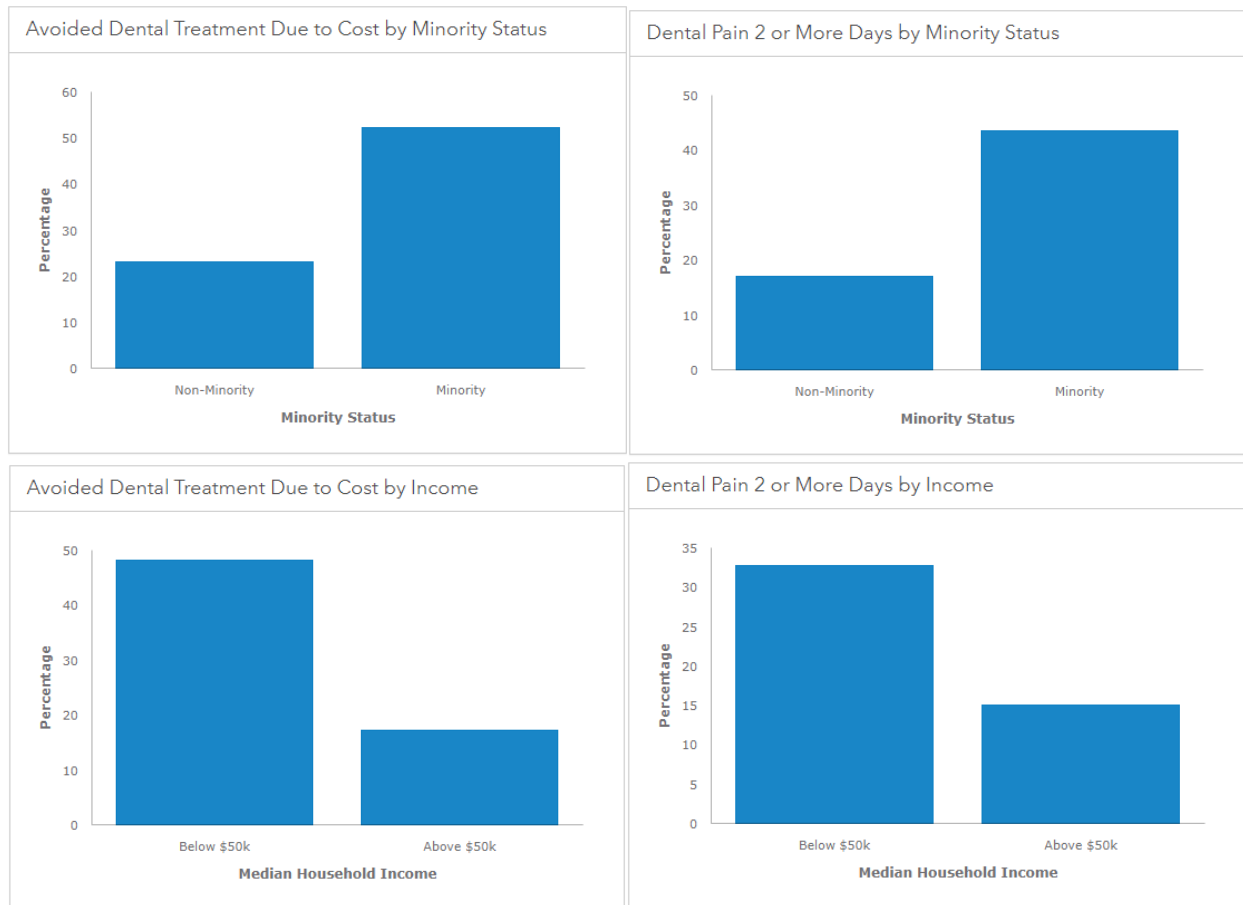 Avoided Dental Treatment Due to Cost by Minority Status
60
50
40
30
20
10
0
Percentage
Non-Minority
Minority
Minority Status
Dental Pain 2 or More Days by Minority Status
50
40
30
20
10
0
Percentage
Non-Minority
Minority
Minority Status
Avoided Dental Treatment Due to Cost by Income
50
40
30
20
10
0
Percentage
Below $50k
Above $50k
Median Household Income
Dental Pain 2 or More Days by Income
35
30
25
20
15
10
5
0
Percentage
Below $50k
Above $50k
Median Household Income